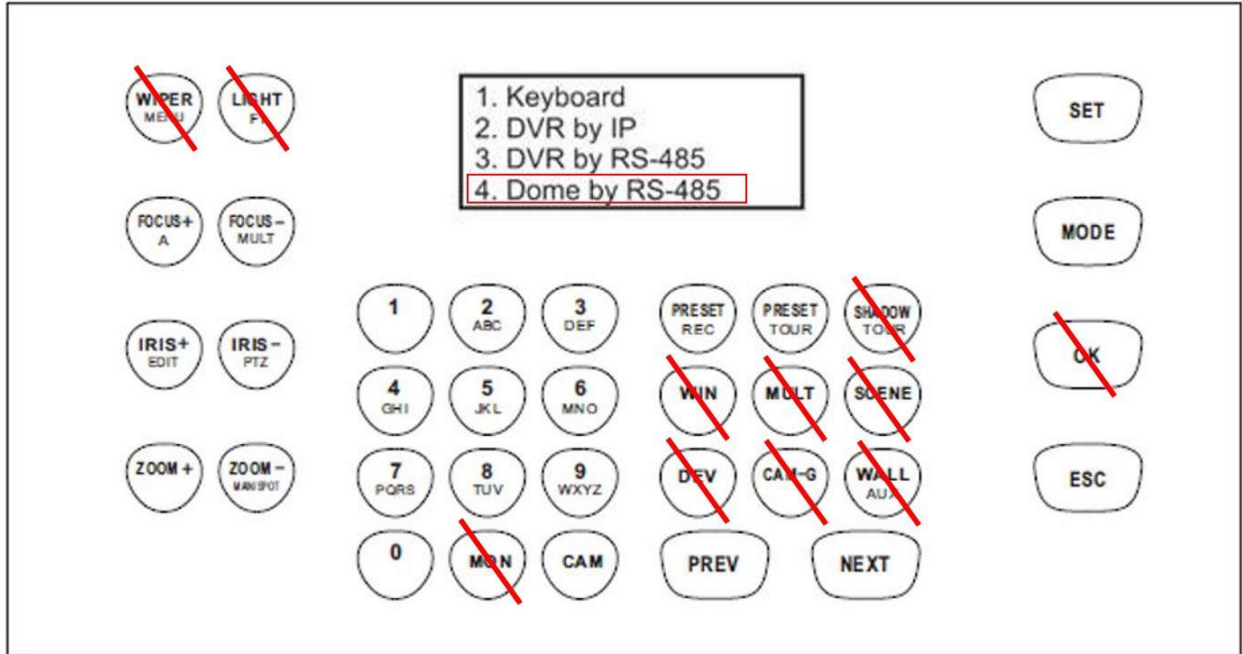 WIPER
MENU
LIGHT
F1
1. Keyboard
2. DVR by IP
3. DVR by RS-485
4. Dome by RS-485
SET
FOCUS+
A
FOCUS-
MULT
MODE
1
2
ABC
3
DEF
PRESET
REC
PRESET
TOUR
SHADOW
TOUR
IRIS+
EDIT
IRIS-
PTZ
OK
4
GHI
5
JKL
6
MNO
WIN
MULT
SCENE
ZOOM+
ZOOM-
MAIN/SPOT
7
PQRS
8
TUV
9
WXYZ
DEV
CAM-G
WALL
AUX
ESC
0
MON
CAM
PREV
NEXT